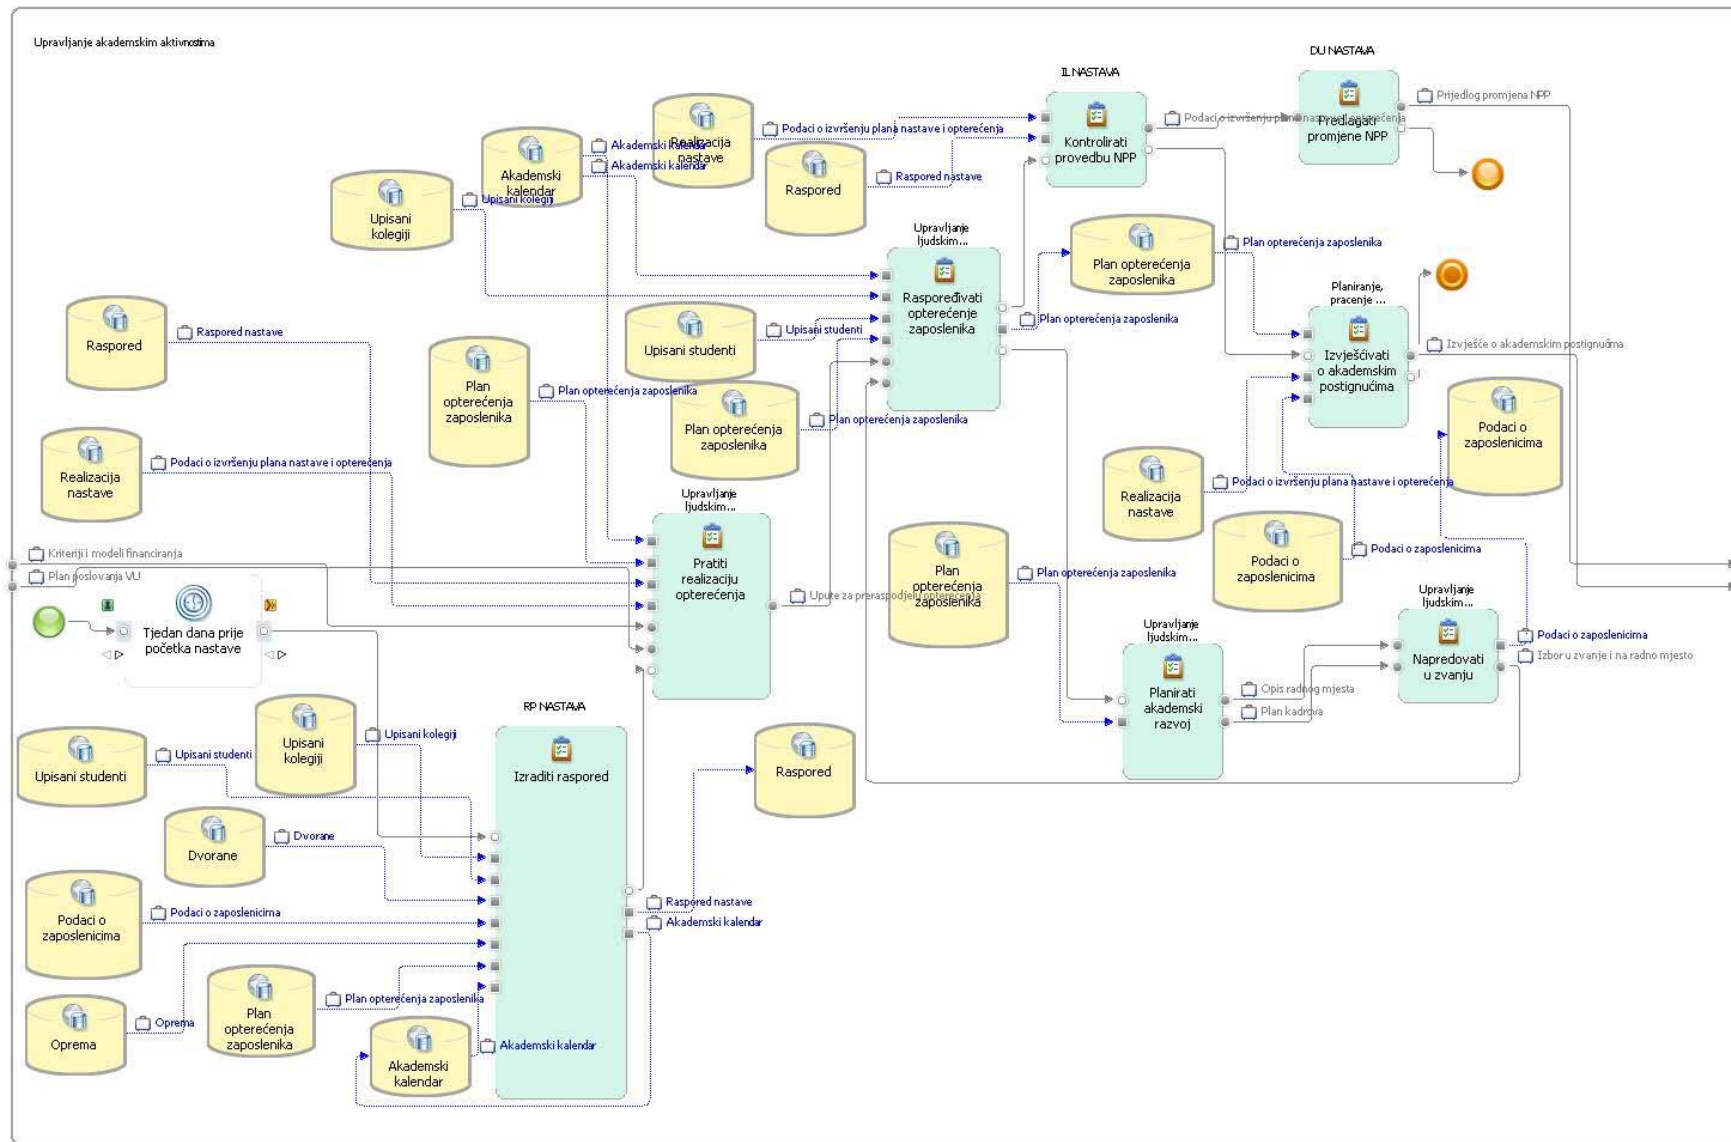 Upravljanje akademskim aktivnostima
DU NASTAVA
IL NASTAVA
Prijedlog promjena NPP
Predlagati
promjene NPP
Podaci o izvršenju plana nastave i opterećenja
Kontrolirati
provedbu NPP
Podaci o izvršenju plana nastave i opterećenja
Realizacija
nastave
Akademski kalendar
Akademski kalendar
Akademski
kalendar
Raspored
Raspored nastave
Upisani kolegiji
Upisani
kolegiji
Upravljanje
ljudskim...
Raspoređivati
opterećenje
zaposlenika
Plan opterećenja
zaposlenika
Plan opterećenja zaposlenika
Plan opterećenja zaposlenika
Planiranje,
pracenje ...
Izvješćivati
o akademskim
postignućima
Izvješće o akademskim postignućima
Raspored
Raspored nastave
Upisani studenti
Upisani studenti
Plan
opterećenja
zaposlenika
Plan opterećenja zaposlenika
Plan opterećenja
zaposlenika
Plan opterećenja zaposlenika
Podaci o
zaposlenicima
Realizacija
nastave
Podaci o izvršenju plana nastave i opterećenja
Realizacija
nastave
Podaci o izvršenju plana nastave i opterećenja
Upravljanje
ljudskim...
Pratiti
realizaciju
opterećenja
Upute za preraspodjelu opterećenja
Podaci o
zaposlenicima
Podaci o zaposlenicima
Plan
opterećenja
zaposlenika
Plan opterećenja zaposlenika
Kriteriji i modeli financiranja
Plan poslovanja VU
Tjedan dana prije
početka nastave
Upravljanje
ljudskim...
Planirati
akademski
razvoj
Opis radnog mjesta
Plan kadrova
Upravljanje
ljudskim...
Napredovati
u zvanju
Podaci o zaposlenicima
Izbor u zvanje i na radno mjesto
RP NASTAVA
Izraditi raspored
Upisani
kolegiji
Upisani kolegiji
Upisani studenti
Upisani studenti
Raspored
Dvorane
Dvorane
Podaci o
zaposlenicima
Podaci o zaposlenicima
Raspored nastave
Akademski kalendar
Plan
opterećenja
zaposlenika
Plan opterećenja zaposlenika
Oprema
Oprema
Akademski
kalendar
Akademski kalendar